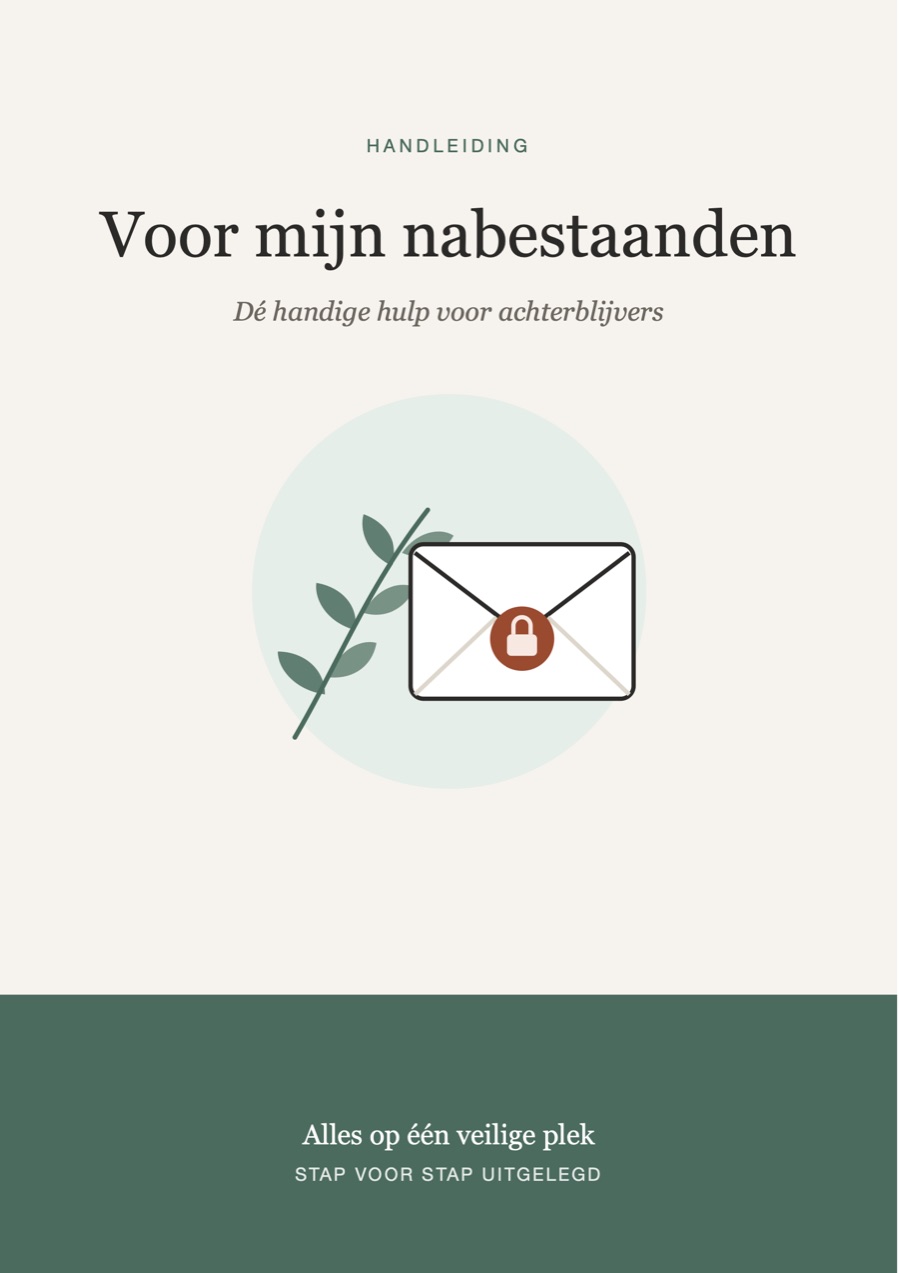 HANDLEIDING
Voor mijn nabestaanden
Dé handige hulp voor achterblijvers
Alles op één veilige plek
STAP VOOR STAP UITGELEGD